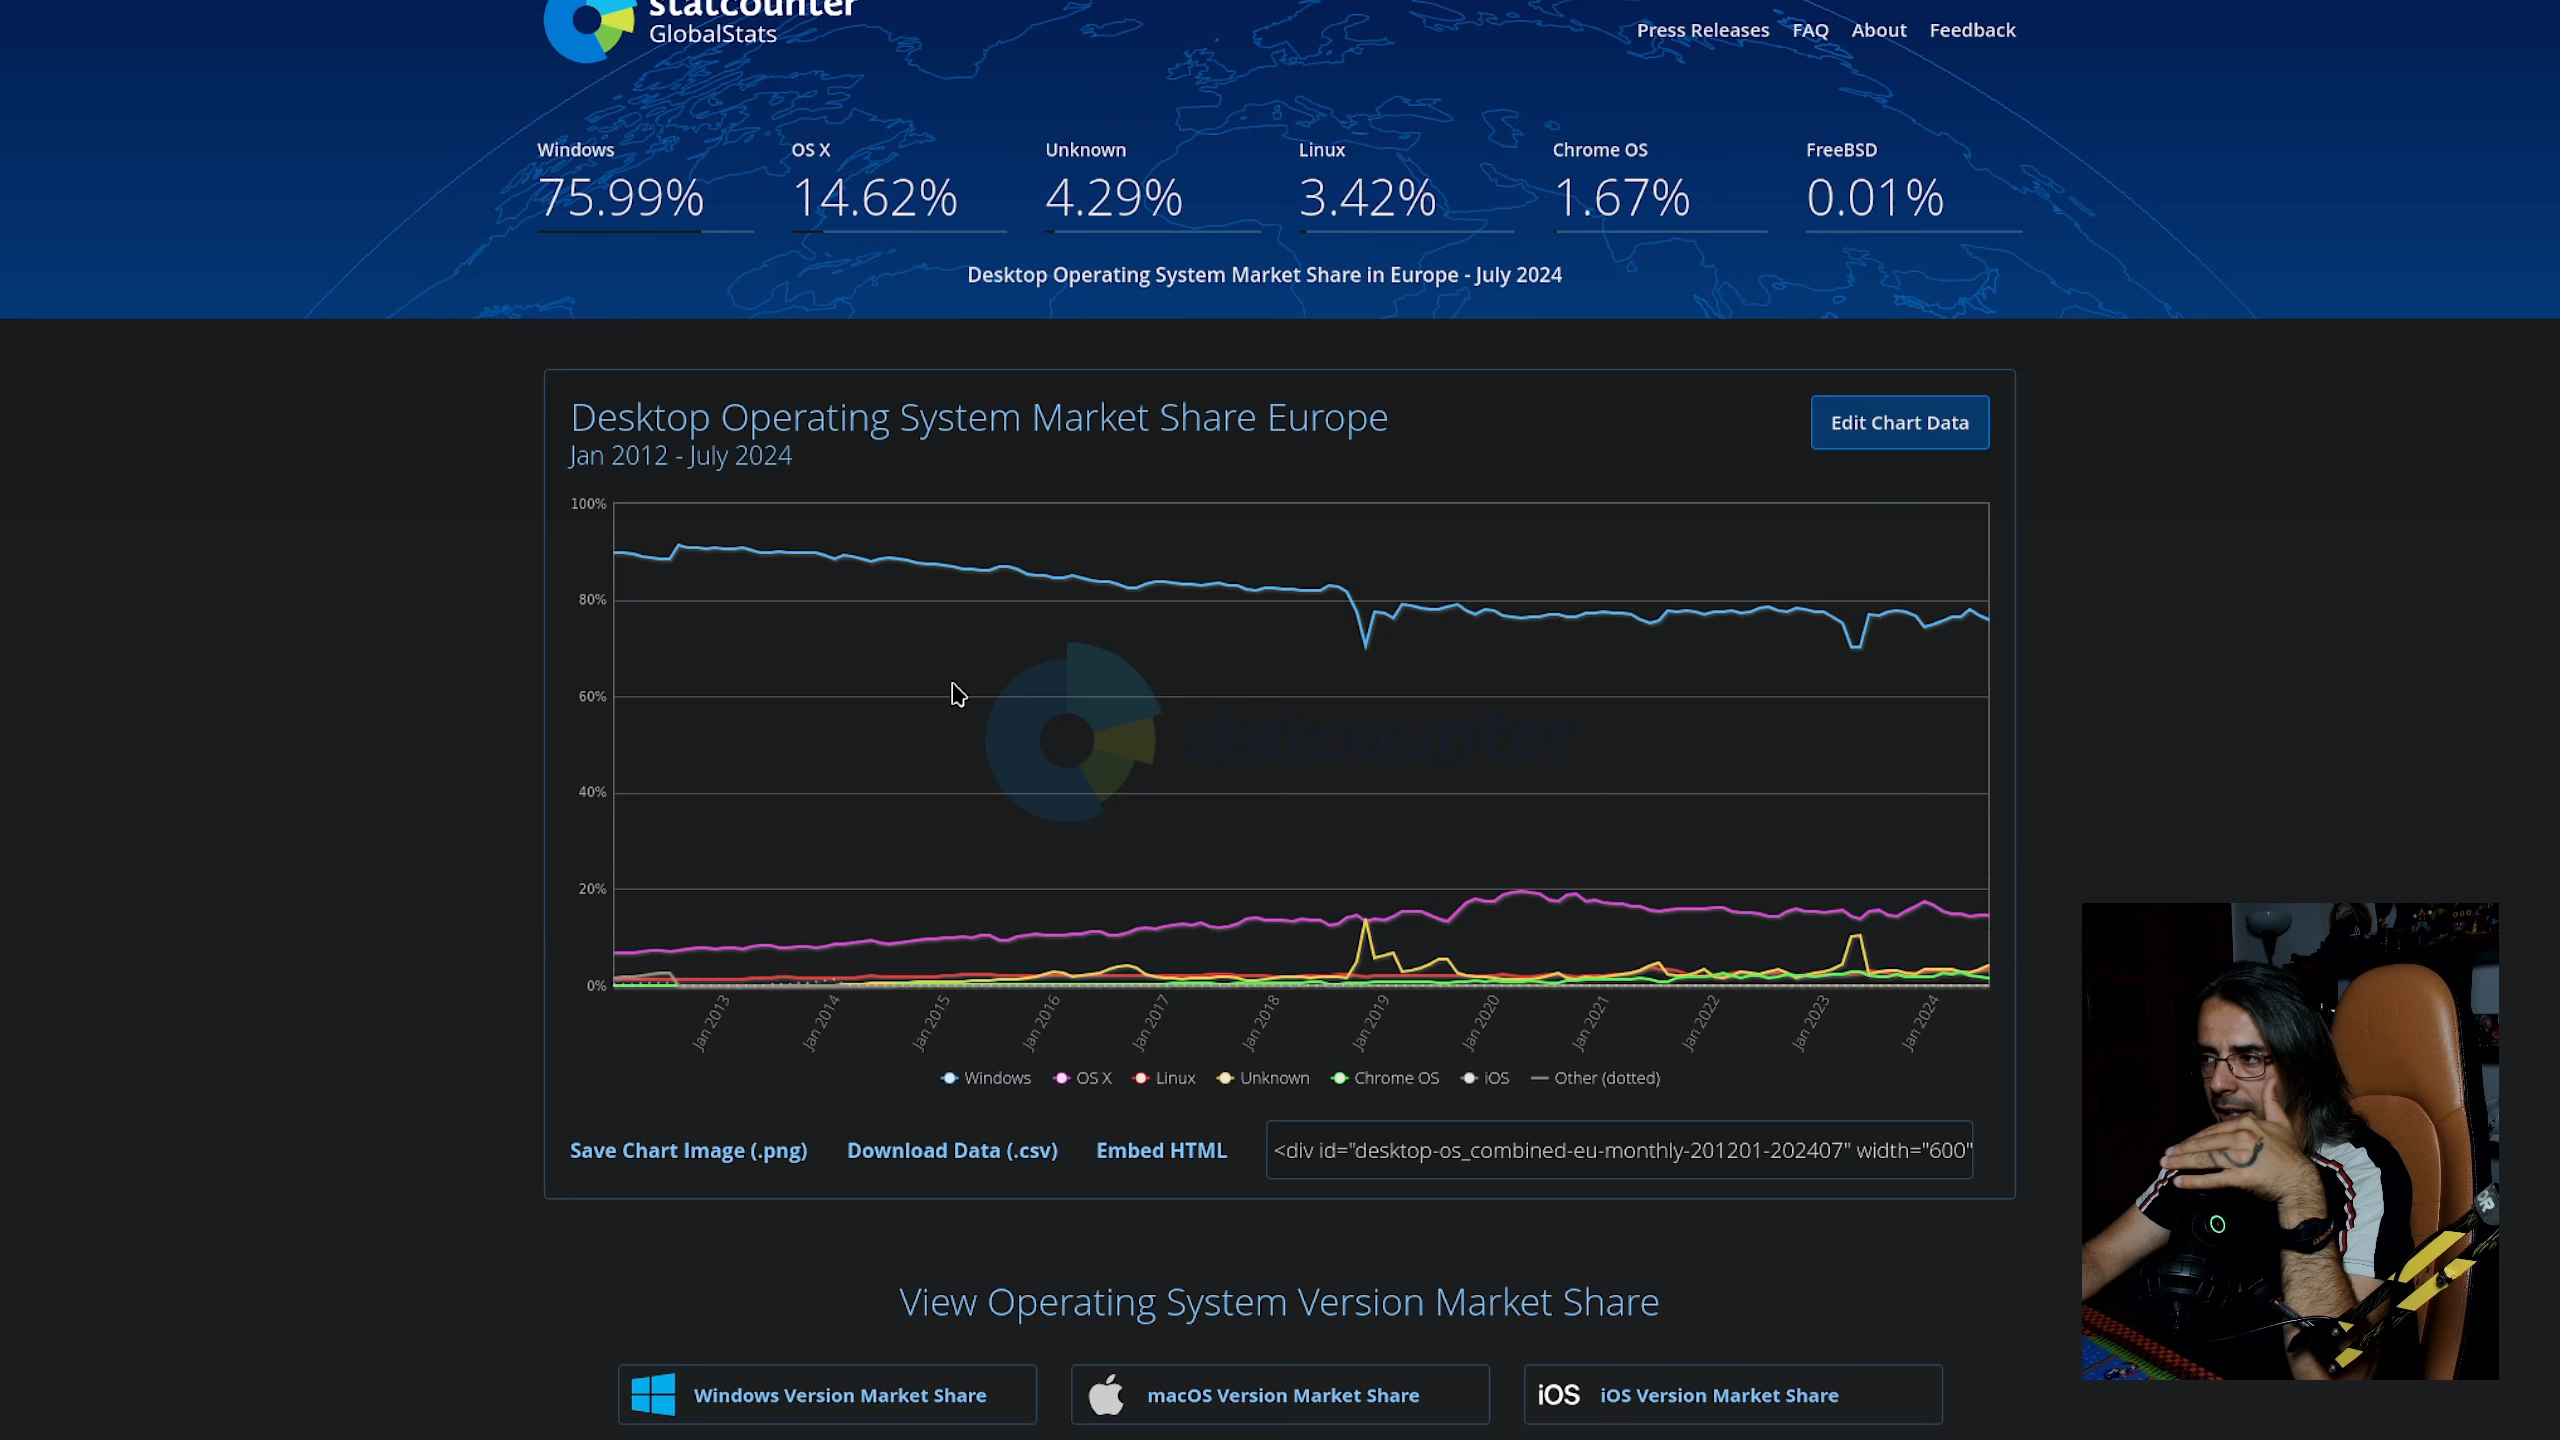 statcounter
GlobalStats
Press Releases FAQ About Feedback
Windows OS X Unknown Linux Chrome OS FreeBSD
75.99% 14.62% 4.29% 3.42% 1.67% 0.01%
Desktop Operating System Market Share in Europe - July 2024
Desktop Operating System Market Share Europe
Jan 2012 - July 2024
Edit Chart Data
100%
80%
60%
statcounter
40%
20%
0%
Jan 2013 Jan 2014 Jan 2015 Jan 2016 Jan 2017 Jan 2018 Jan 2019 Jan 2020 Jan 2021 Jan 2022 Jan 2023 Jan 2024
Windows OS X Linux Unknown Chrome OS iOS Other (dotted)
Save Chart Image (.png) Download Data (.csv) Embed HTML <div id="desktop-os_combined-eu-monthly-201201-202407" width="600"
View Operating System Version Market Share
Windows Version Market Share
macOS Version Market Share
iOS iOS Version Market Share